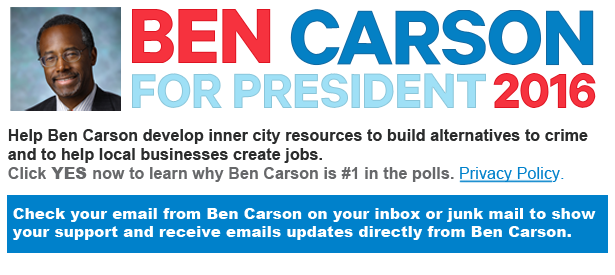 BEN CARSON
FOR PRESIDENT 2016
Help Ben Carson develop inner city resources to build alternatives to crime
and to help local businesses create jobs.
Click YES now to learn why Ben Carson is #1 in the polls. Privacy Policy.
Check your email from Ben Carson on your inbox or junk mail to show
your support and receive emails updates directly from Ben Carson.